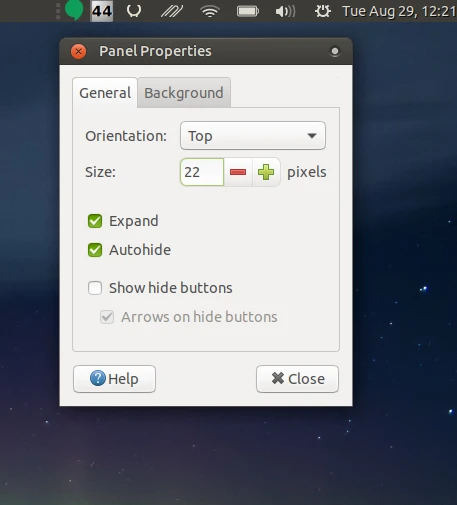 44 Tue Aug 29, 12:21
Panel Properties
General Background
Orientation: Top
Size: 22 pixels
Expand
Autohide
Show hide buttons
Arrows on hide buttons
? Help Close